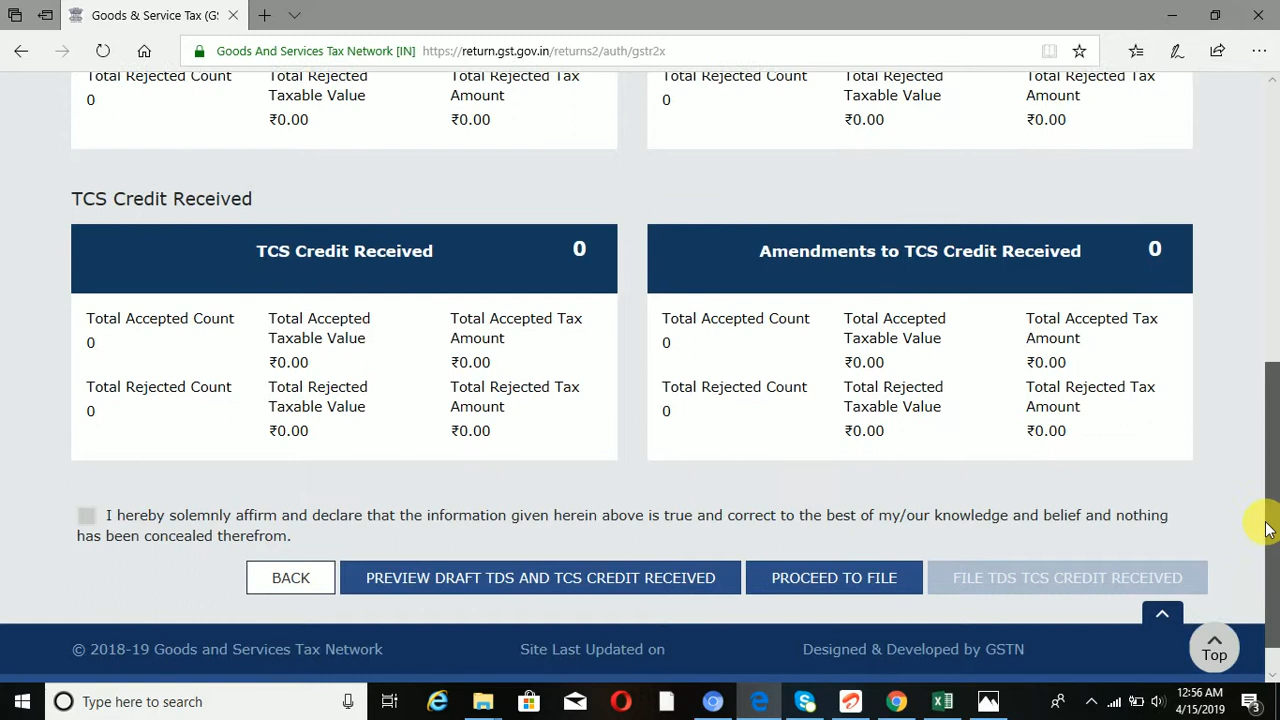 Goods & Service Tax (GS
Goods And Services Tax Network [IN] https://return.gst.gov.in/returns2/auth/gstr2x
Total Rejected Count Total Rejected Taxable Value Total Rejected Tax Amount
0 ₹0.00 ₹0.00
Total Rejected Count Total Rejected Taxable Value Total Rejected Tax Amount
0 ₹0.00 ₹0.00
TCS Credit Received
TCS Credit Received 0
Total Accepted Count Total Accepted Taxable Value Total Accepted Tax Amount
0 ₹0.00 ₹0.00
Total Rejected Count Total Rejected Taxable Value Total Rejected Tax Amount
0 ₹0.00 ₹0.00
Amendments to TCS Credit Received 0
Total Accepted Count Total Accepted Taxable Value Total Accepted Tax Amount
0 ₹0.00 ₹0.00
Total Rejected Count Total Rejected Taxable Value Total Rejected Tax Amount
0 ₹0.00 ₹0.00
I hereby solemnly affirm and declare that the information given herein above is true and correct to the best of my/our knowledge and belief and nothing
has been concealed therefrom.
BACK PREVIEW DRAFT TDS AND TCS CREDIT RECEIVED PROCEED TO FILE FILE TDS TCS CREDIT RECEIVED
Top
© 2018-19 Goods and Services Tax Network Site Last Updated on Designed & Developed by GSTN
Type here to search
12:56 AM
4/15/2019
3